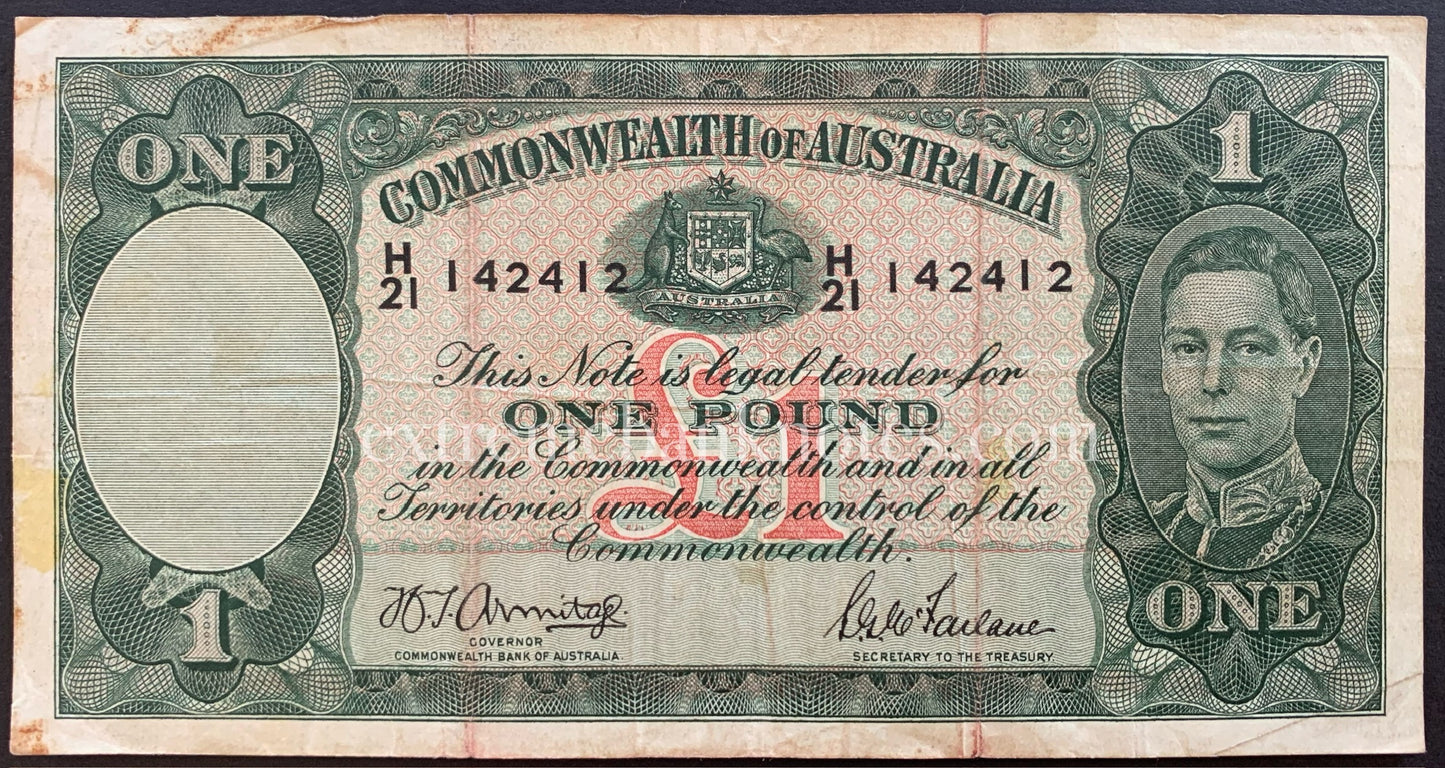 ONE
1
COMMONWEALTH OF AUSTRALIA
H 21 142412
H 21 142412
AUSTRALIA
£1
This Note is legal tender for
ONE POUND
in the Commonwealth and in all
Territories under the control of the
Commonwealth.
H.T. Armitage
GOVERNOR
COMMONWEALTH BANK OF AUSTRALIA.
S.G. McFarlane
SECRETARY TO THE TREASURY.
1
ONE